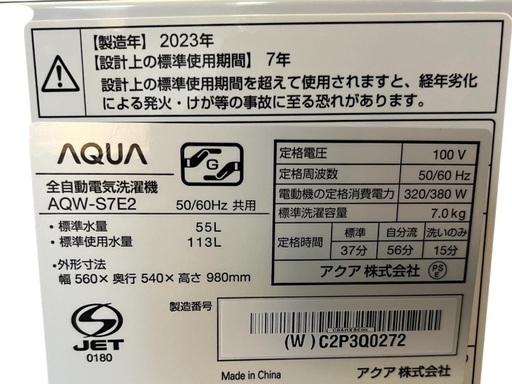 【製造年】2023年
【設計上の標準使用期間】7年
設計上の標準使用期間を超えて使用されますと、経年劣化
による発火・けが等の事故に至る恐れがあります。
AQUA
全自動電気洗濯機
AQW-S7E2 50/60Hz 共用
・標準水量 55L
・標準使用水量 113L
・外形寸法
幅 560×奥行 540×高さ 980mm
G
定格電圧 100 V
定格周波数 50/60 Hz
電動機の定格消費電力 320/380 W
標準洗濯容量 7.0kg
定格時間 標準 自分流 洗いのみ
37分 56分 15分
アクア 株式会社
PS
E
製造番号
(W) C2P3Q0272
S
JET
0180
Made in China
アクア 株式会社